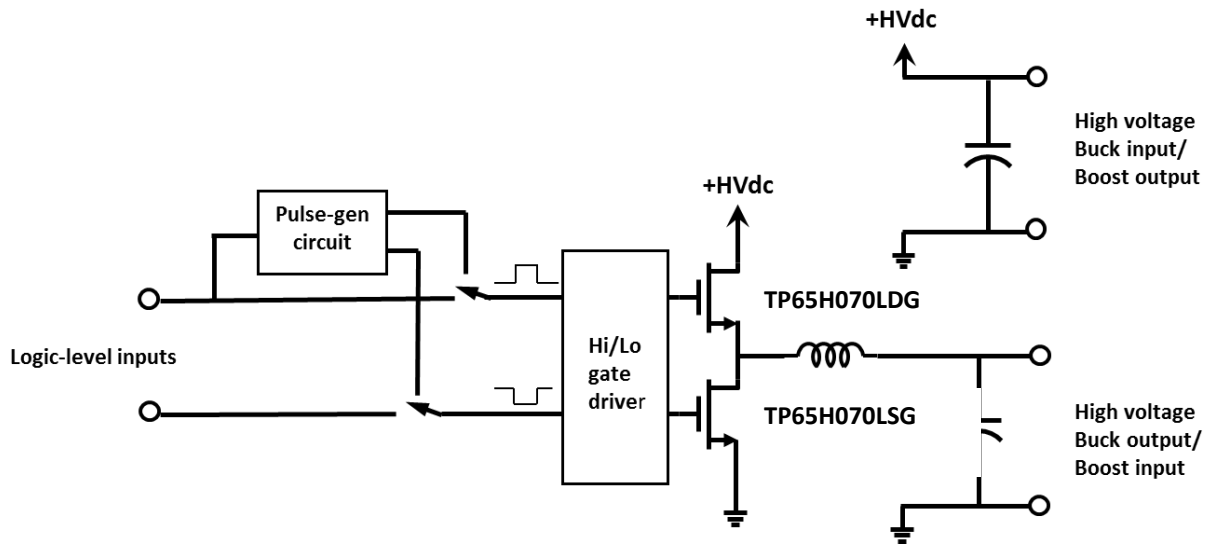 +HVdc
High voltage
Buck input/
Boost output
+HVdc
Pulse-gen
circuit
TP65H070LDG
Logic-level inputs
Hi/Lo
gate
driver
TP65H070LSG
High voltage
Buck output/
Boost input